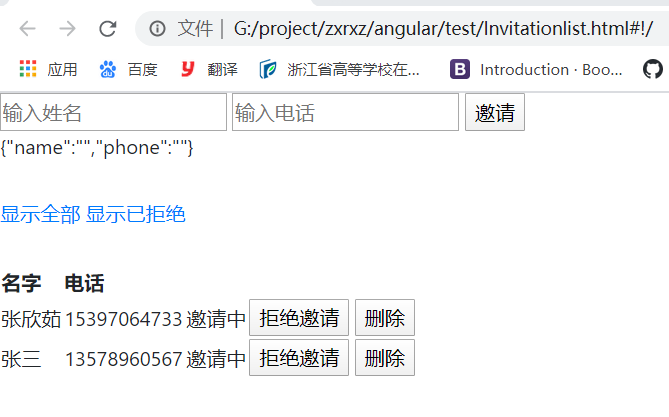 文件 | G:/project/zxrxz/angular/test/Invitationlist.html#!/
应用 百度 翻译 浙江省高等学校在... Introduction · Boo...
输入姓名 输入电话 邀请
{"name":"","phone":""}
显示全部 显示已拒绝
名字 电话
张欣茹 15397064733 邀请中 拒绝邀请 删除
张三 13578960567 邀请中 拒绝邀请 删除